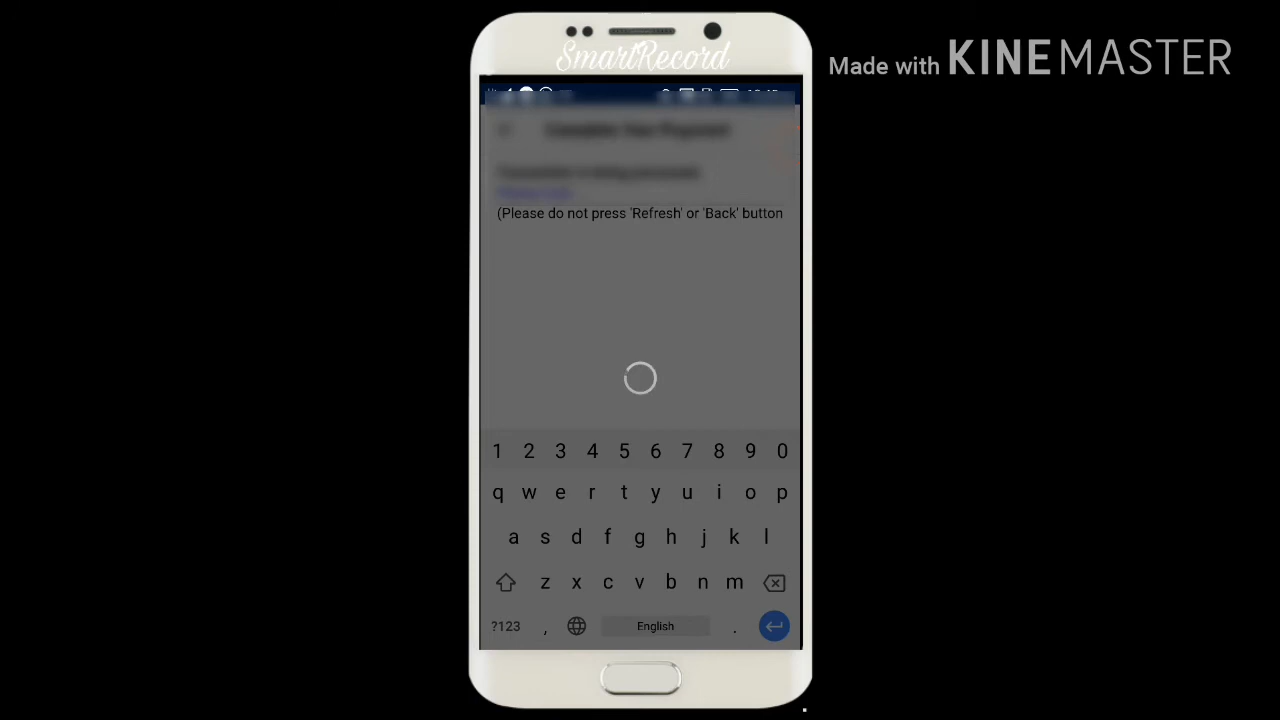 SmartRecord
Made with KINEMASTER
(Please do not press 'Refresh' or 'Back' button
1 2 3 4 5 6 7 8 9 0
q w e r t y u i o p
a s d f g h j k l
z x c v b n m
?123 , English .